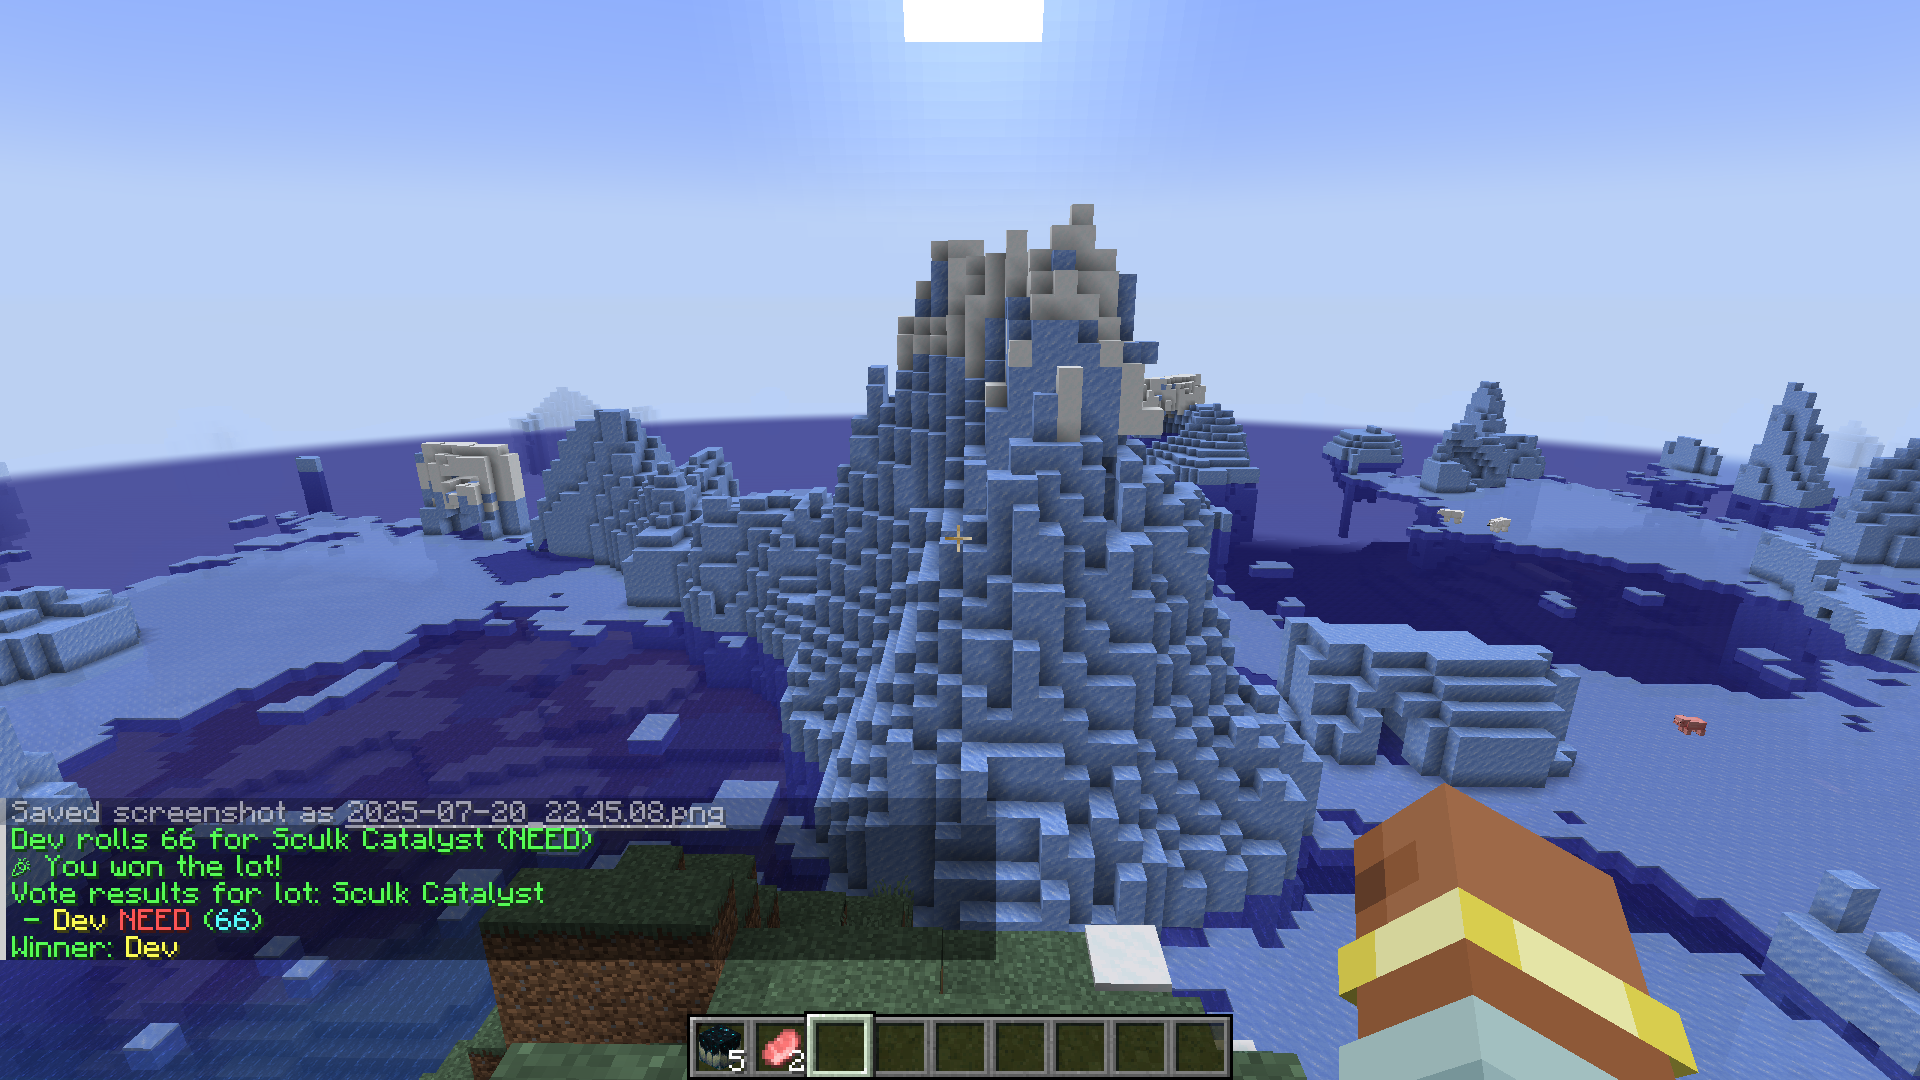 Saved screenshot as 2025-07-20_22.45.08.png
Dev rolls 66 for Sculk Catalyst (NEED)
🎉 You won the lot!
Vote results for lot: Sculk Catalyst
- Dev NEED (66)
Winner: Dev
5
2